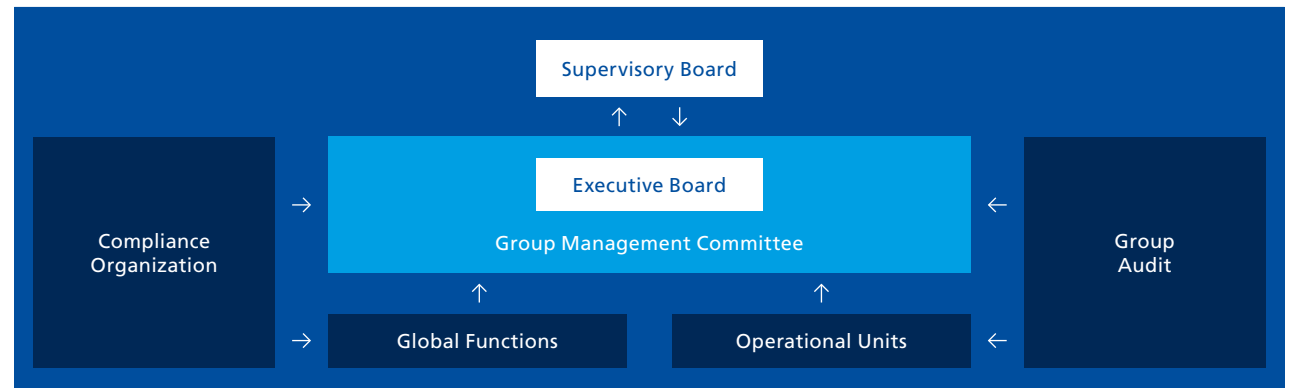 Supervisory Board
Executive Board
Group Management Committee
Compliance
Organization
Group
Audit
Global Functions
Operational Units